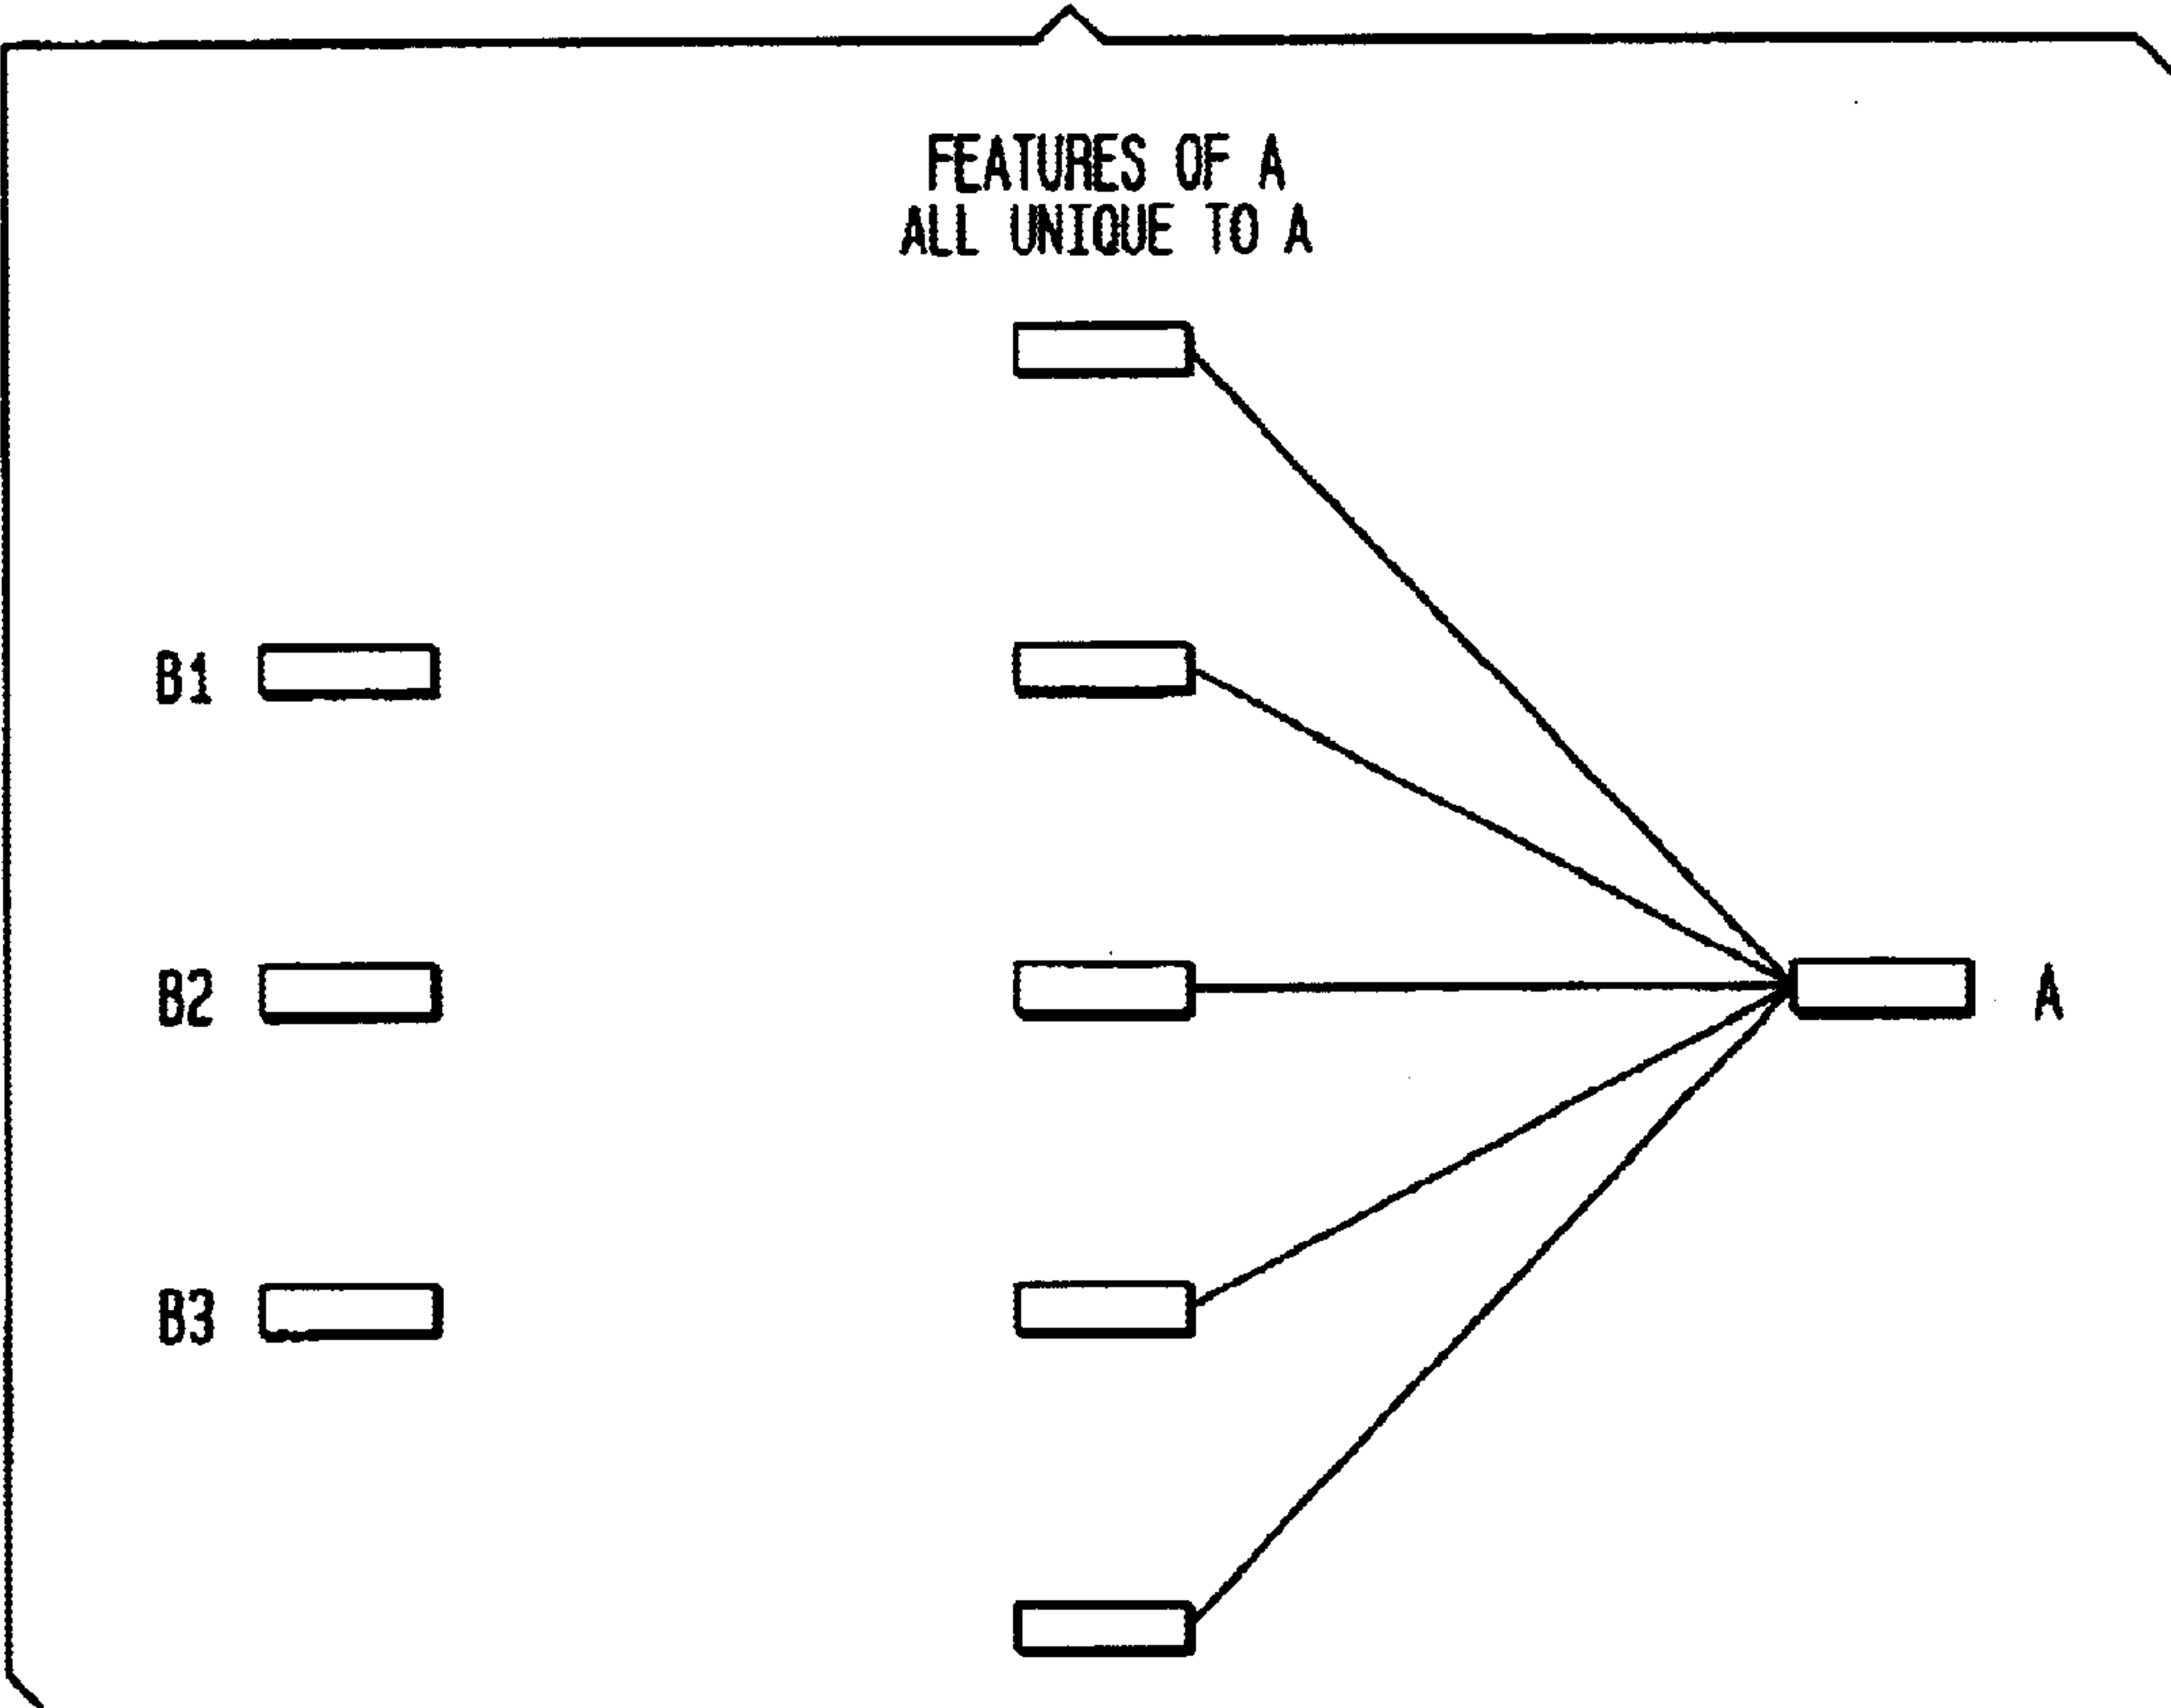 FEATURES OF A
ALL UNIQUE TO A
B1
B2
A
B3